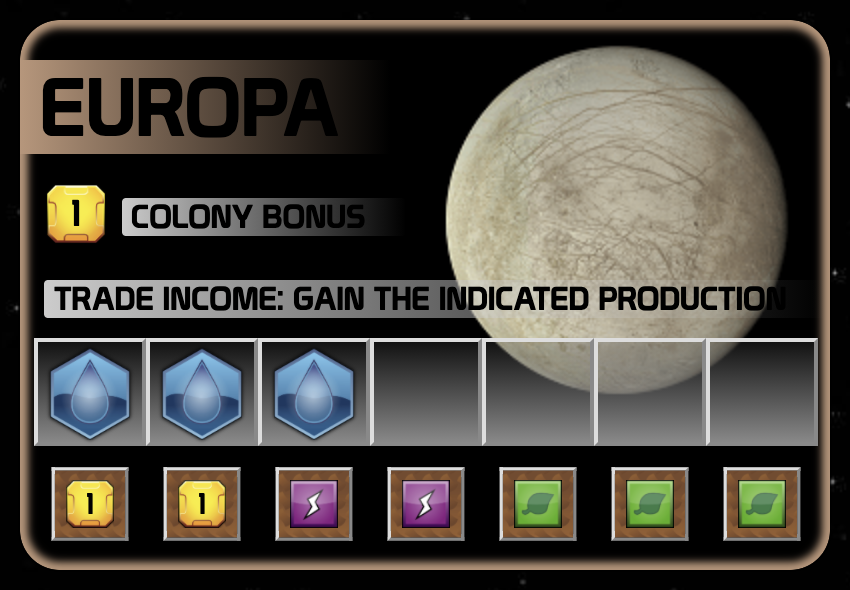 EUROPA
1 COLONY BONUS
TRADE INCOME: GAIN THE INDICATED PRODUCTION
1 1